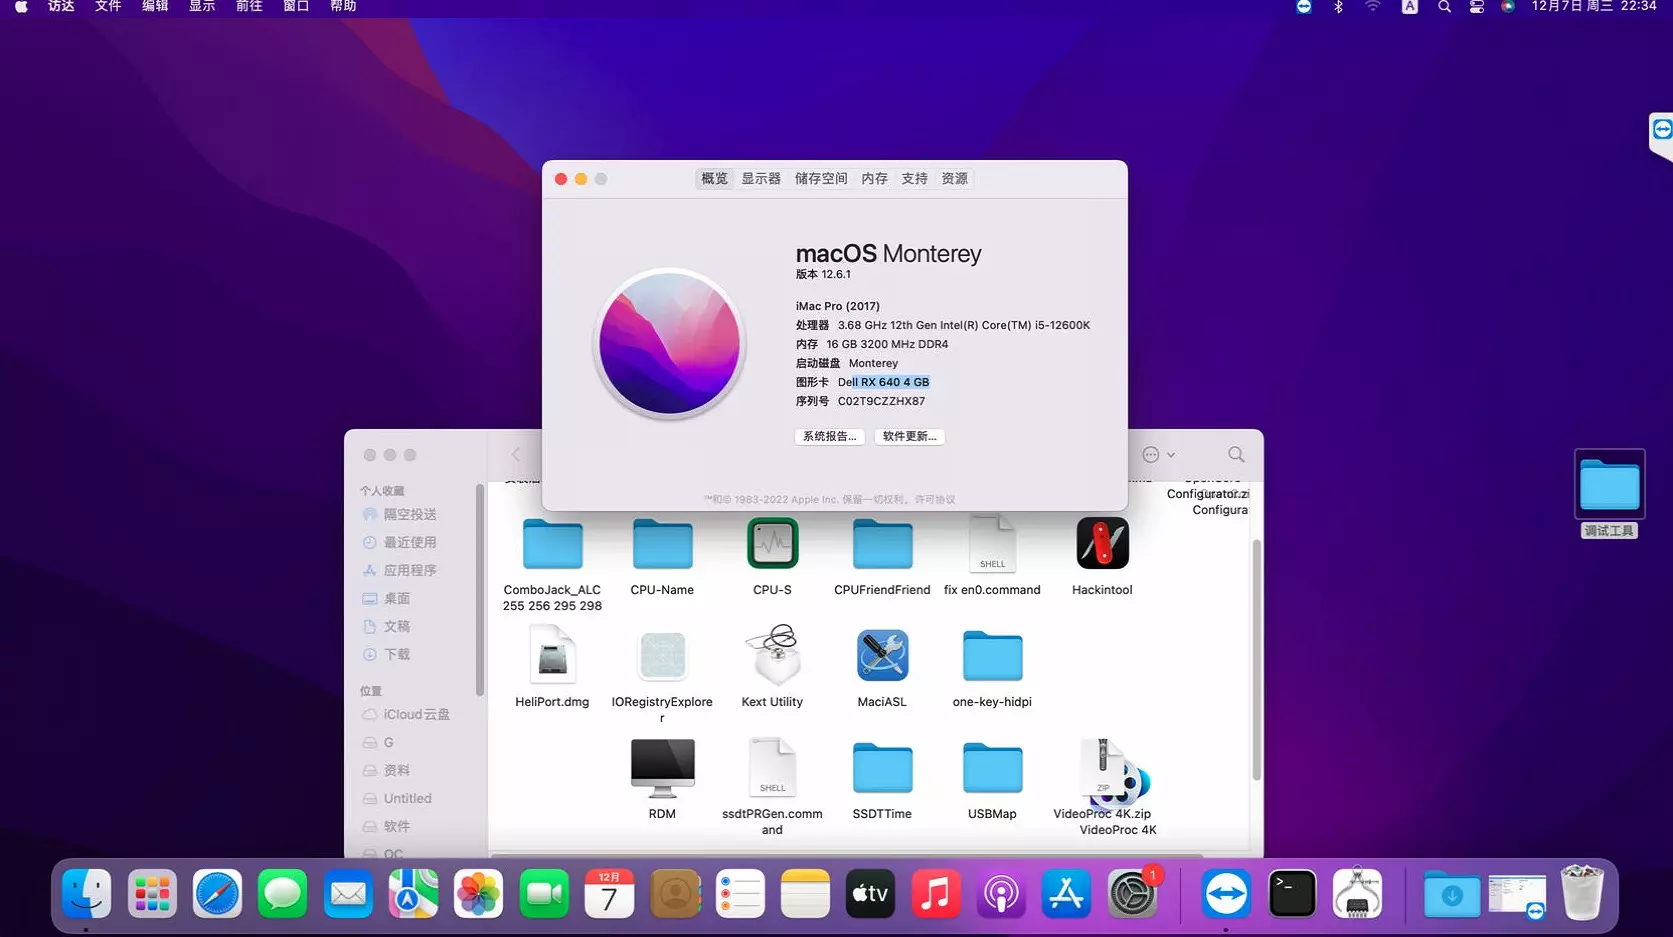 访达 文件 编辑 显示 前往 窗口 帮助
A
12月7日 周三 22:34
概览 显示器 储存空间 内存 支持 资源
macOS Monterey
版本 12.6.1
iMac Pro (2017)
处理器 3.68 GHz 12th Gen Intel(R) Core(TM) i5-12600K
内存 16 GB 3200 MHz DDR4
启动磁盘 Monterey
图形卡 Dell RX 640 4 GB
序列号 C02T9CZZHX87
系统报告... 软件更新...
™和© 1983-2022 Apple Inc. 保留一切权利。许可协议
个人收藏
隔空投送
最近使用
应用程序
桌面
文稿
下载
位置
iCloud云盘
G
资料
Untitled
软件
OC
Configurator.zi
Configura
SHELL
ComboJack_ALC
255 256 295 298
CPU-Name
CPU-S
CPUFriendFriend
fix en0.command
Hackintool
HeliPort.dmg
IORegistryExplore
r
Kext Utility
MaciASL
one-key-hidpi
SHELL
ZIP
RDM
ssdtPRGen.comm
and
SSDTTime
USBMap
VideoProc 4K.zip
VideoProc 4K
调试工具
12月
7
tv
1
>_